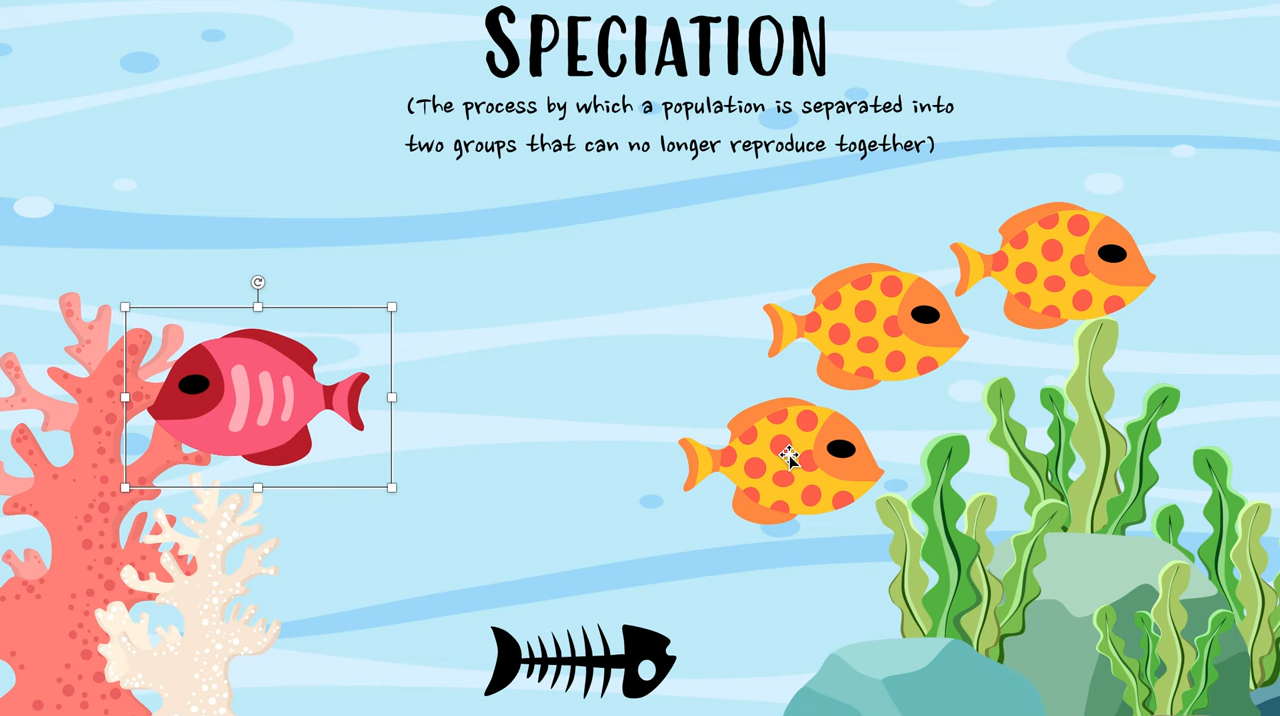 SPECIATION
(The process by which a population is separated into
two groups that can no longer reproduce together)